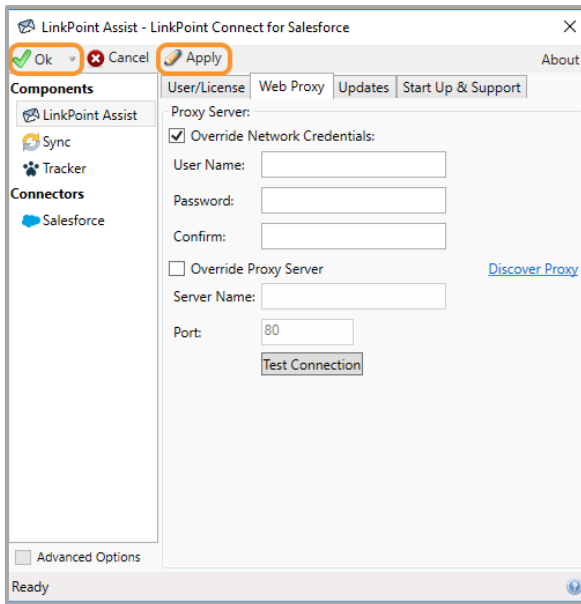 LinkPoint Assist - LinkPoint Connect for Salesforce
Ok Cancel Apply About
Components
LinkPoint Assist
Sync
Tracker
Connectors
Salesforce
User/License Web Proxy Updates Start Up & Support
Proxy Server:
Override Network Credentials:
User Name:
Password:
Confirm:
Override Proxy Server Discover Proxy
Server Name:
Port: 80
Test Connection
Advanced Options
Ready